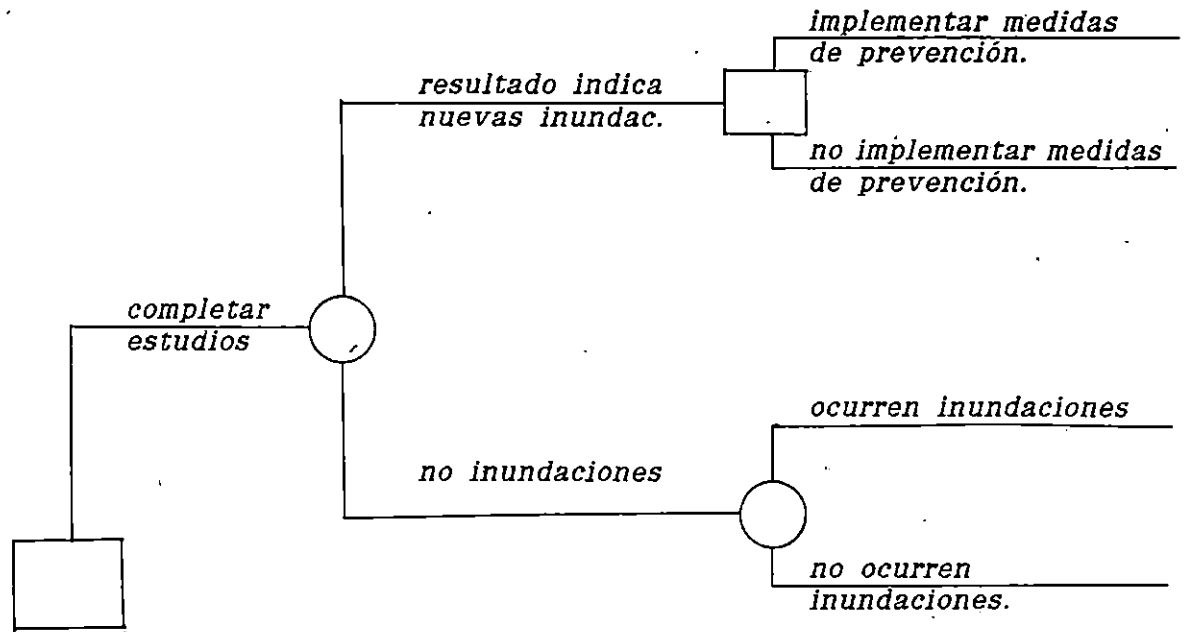 implementar medidas
de prevención.
resultado indica
nuevas inundac.
no implementar medidas
de prevención.
completar
estudios
ocurren inundaciones
no inundaciones
no ocurren
inundaciones.